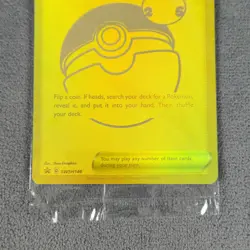 Flip a coin. If heads, search your deck for a Pokémon,
reveal it, and put it into your hand. Then, shuffle
your deck.
You may play any number of Item cards
during your turn.